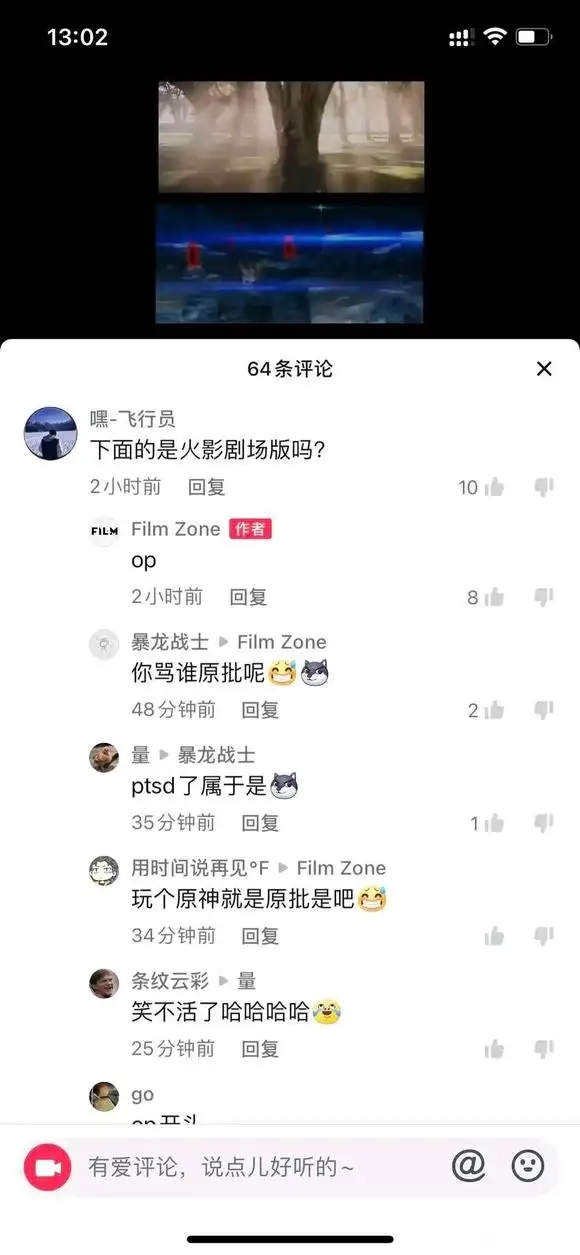 13:02
64条评论
嘿-飞行员
下面的是火影剧场版吗?
2小时前 回复 10
FILM Film Zone 作者
op
2小时前 回复 8
暴龙战士 Film Zone
你骂谁原批呢
48分钟前 回复 2
量 暴龙战士
ptsd了属于是
35分钟前 回复 1
用时间说再见°F Film Zone
玩个原神就是原批是吧
34分钟前 回复
条纹云彩 量
笑不活了哈哈哈哈
25分钟前 回复
go
op开头
有爱评论，说点儿好听的~ @